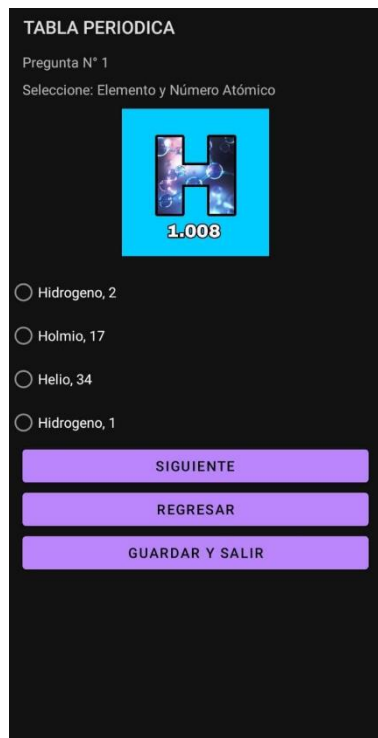 TABLA PERIODICA
Pregunta N° 1
Seleccione: Elemento y Número Atómico
H
1.008
Hidrogeno, 2
Holmio, 17
Helio, 34
Hidrogeno, 1
SIGUIENTE
REGRESAR
GUARDAR Y SALIR